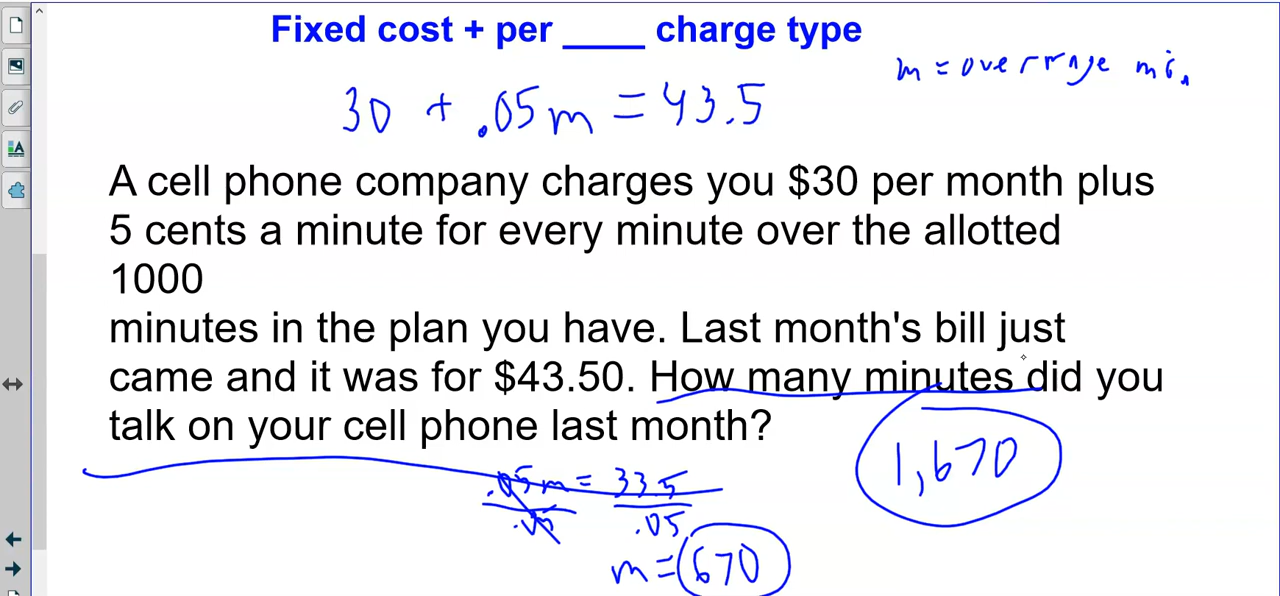 Fixed cost + per ____ charge type
m = overrage min
30 + .05m = 43.5
A cell phone company charges you $30 per month plus
5 cents a minute for every minute over the allotted
1000
minutes in the plan you have. Last month's bill just
came and it was for $43.50. How many minutes did you
talk on your cell phone last month?
1,670
.05m = 33.5
.05 .05
m = 670